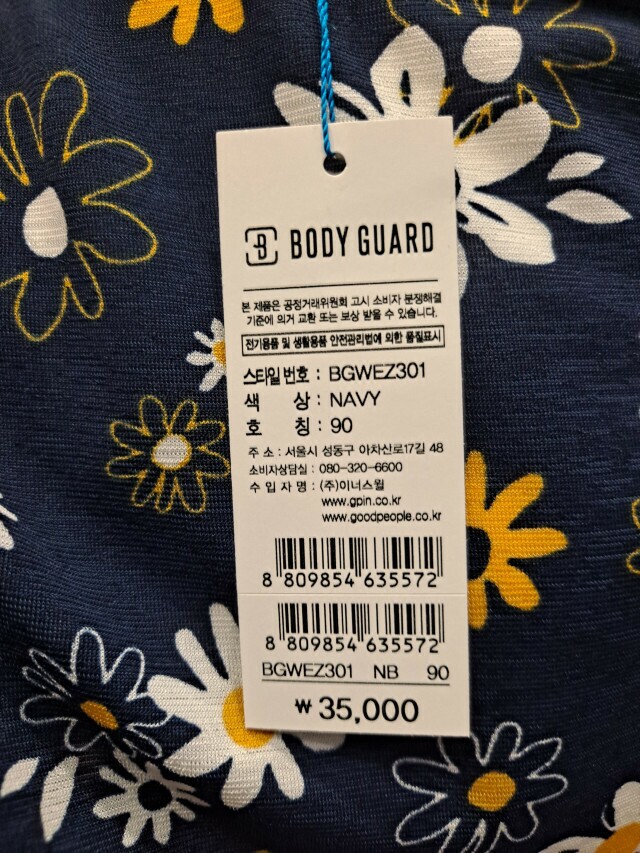 B BODY GUARD
본 제품은 공정거래위원회 고시 소비자 분쟁해결
기준에 의거 교환 또는 보상 받을 수 있습니다.
전기용품 및 생활용품 안전관리법에 의한 품질표시
스타일번호 : BGWEZ301
색 상 : NAVY
호 칭 : 90
주 소 : 서울시 성동구 아차산로17길 48
소비자상담실 : 080-320-6600
수 입 자 명 : (주)이너스윌
www.gpin.co.kr
www.goodpeople.co.kr
8 809854 635572
8 809854 635572
BGWEZ301 NB 90
₩ 35,000